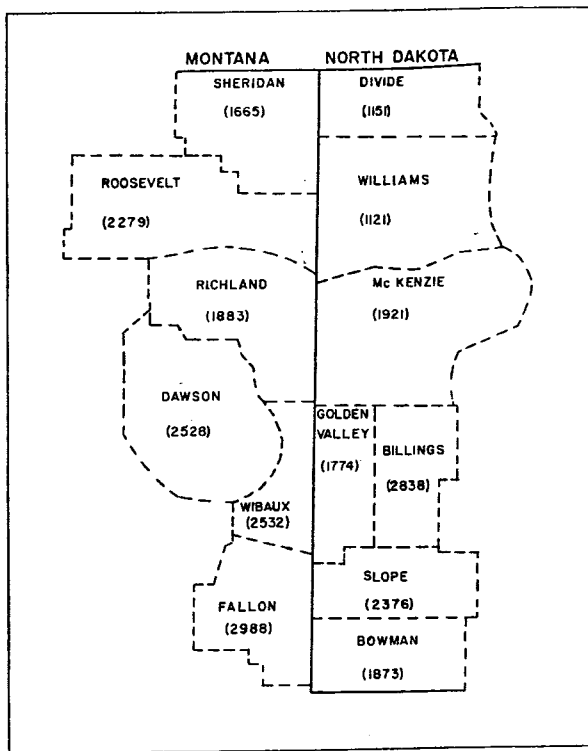 MONTANA NORTH DAKOTA
SHERIDAN
(1665)
DIVIDE
(1151)
ROOSEVELT
(2279)
WILLIAMS
(1121)
RICHLAND
(1883)
Mc KENZIE
(1921)
DAWSON
(2528)
GOLDEN
VALLEY
(1774)
BILLINGS
(2838)
WIBAUX
(2532)
SLOPE
(2376)
FALLON
(2988)
BOWMAN
(1873)